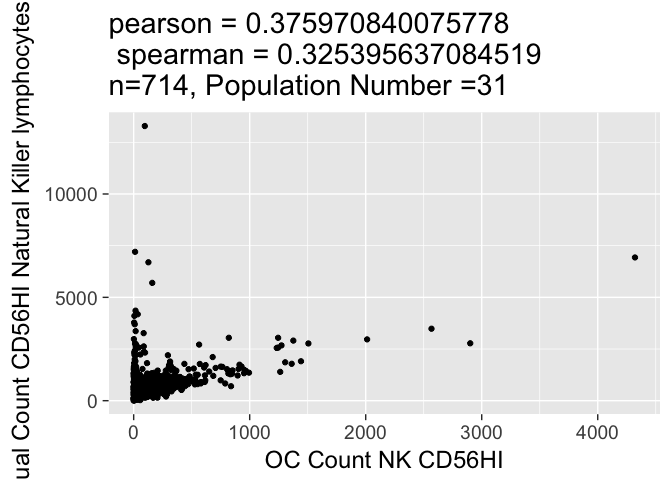 pearson = 0.375970840075778
spearman = 0.325395637084519
n=714, Population Number =31
ual Count CD56HI Natural Killer lymphocytes
10000
5000
0
0 1000 2000 3000 4000
OC Count NK CD56HI